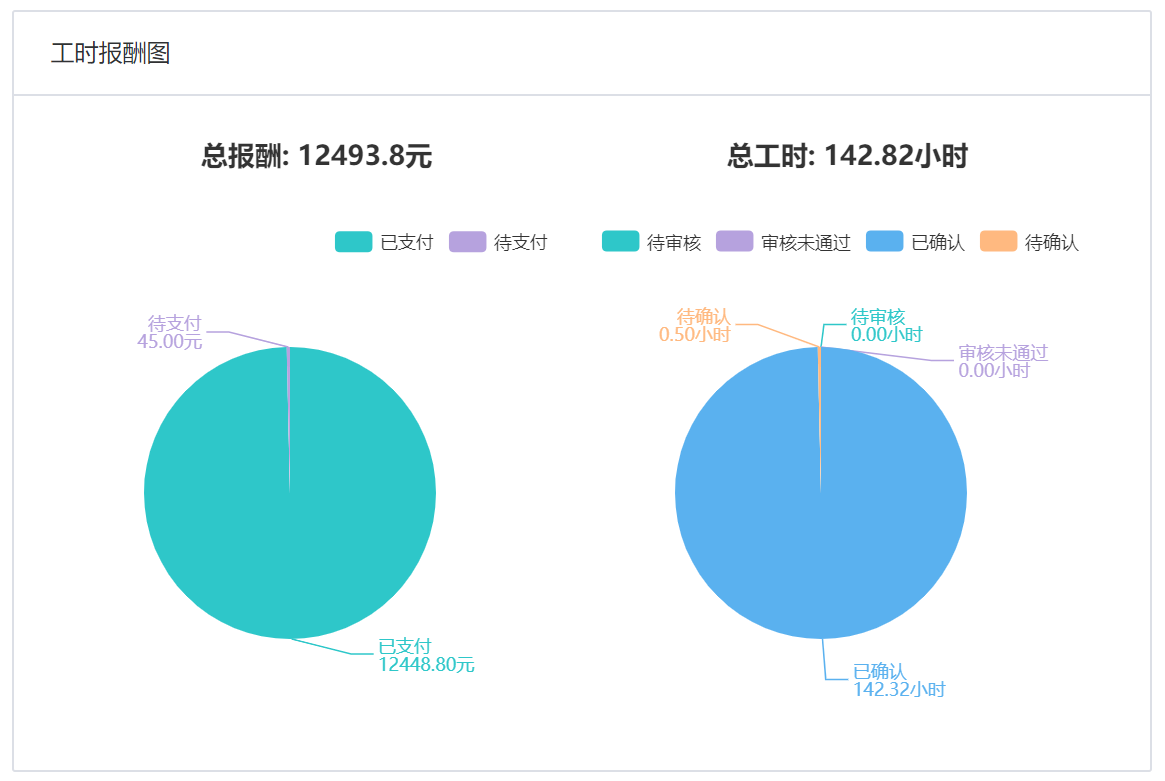 工时报酬图
总报酬: 12493.8元
已支付
待支付
待支付
45.00元
已支付
12448.80元
总工时: 142.82小时
待审核
审核未通过
已确认
待确认
待确认
0.50小时
待审核
0.00小时
审核未通过
0.00小时
已确认
142.32小时